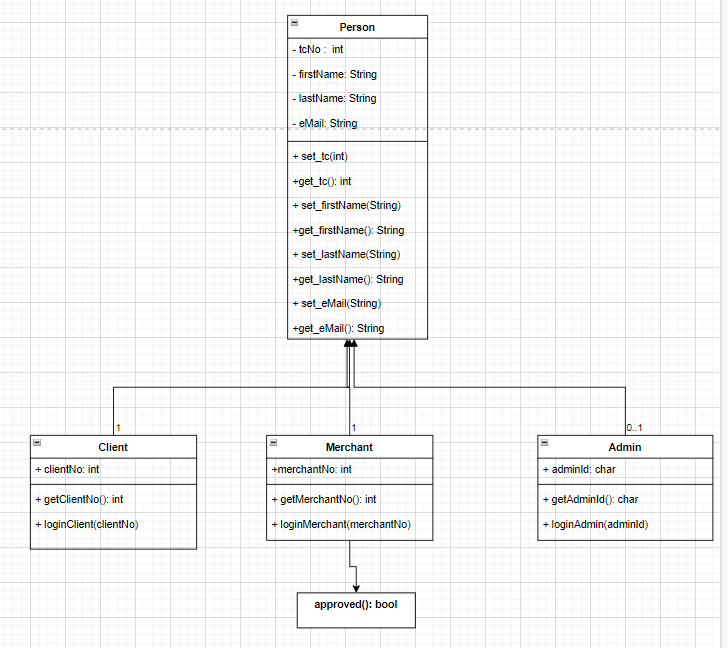 Person
- tcNo :  int
- firstName: String
- lastName: String
- eMail: String
+ set_tc(int)
+get_tc(): int
+ set_firstName(String)
+get_firstName(): String
+ set_lastName(String)
+get_lastName(): String
+ set_eMail(String)
+get_eMail(): String
1
1
0..1
Client
+ clientNo: int
+ getClientNo(): int
+ loginClient(clientNo)
Merchant
+merchantNo: int
+ getMerchantNo(): int
+ loginMerchant(merchantNo)
Admin
+ adminId: char
+ getAdminId(): char
+ loginAdmin(adminId)
approved(): bool